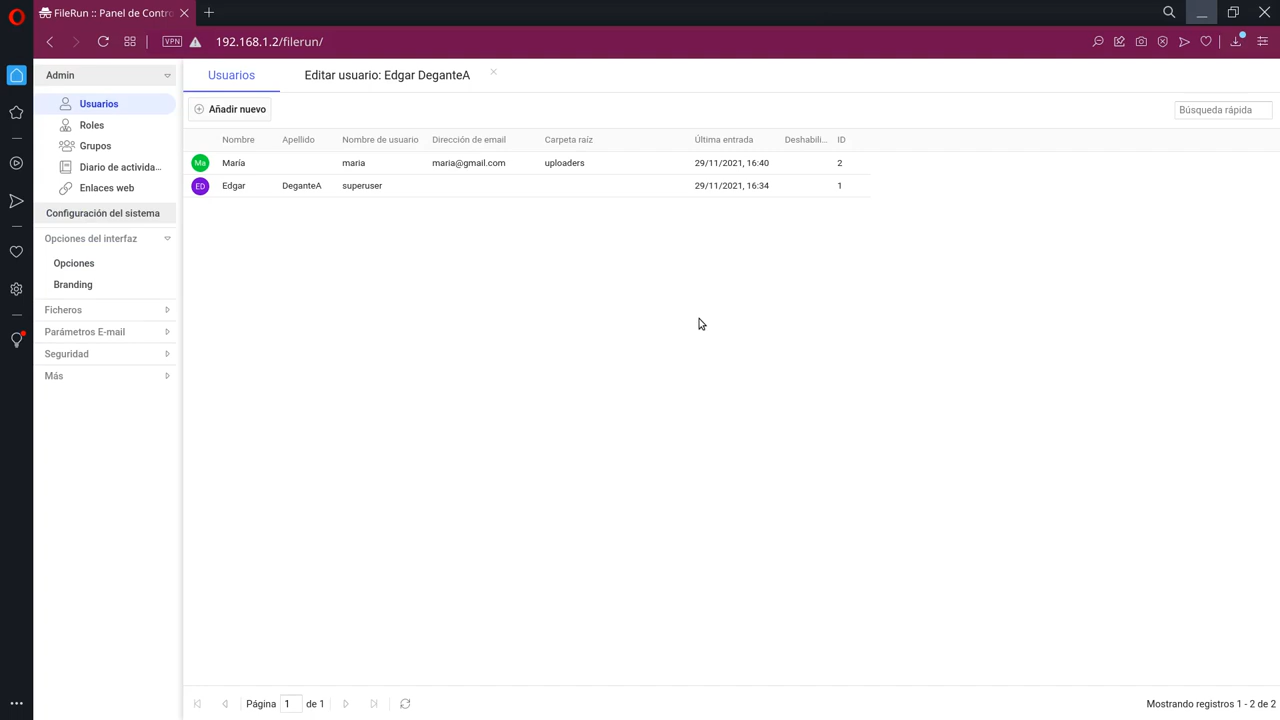 FileRun :: Panel de Contro
VPN
192.168.1.2/filerun/
Admin
Usuarios
Roles
Grupos
Diario de activida...
Enlaces web
Configuración del sistema
Opciones del interfaz
Opciones
Branding
Ficheros
Parámetros E-mail
Seguridad
Más
Usuarios
Editar usuario: Edgar DeganteA
Añadir nuevo
Búsqueda rápida
Nombre Apellido Nombre de usuario Dirección de email Carpeta raíz Última entrada Deshabili... ID
Ma María maria maria@gmail.com uploaders 29/11/2021, 16:40 2
ED Edgar DeganteA superuser 29/11/2021, 16:34 1
Página 1 de 1
Mostrando registros 1 - 2 de 2